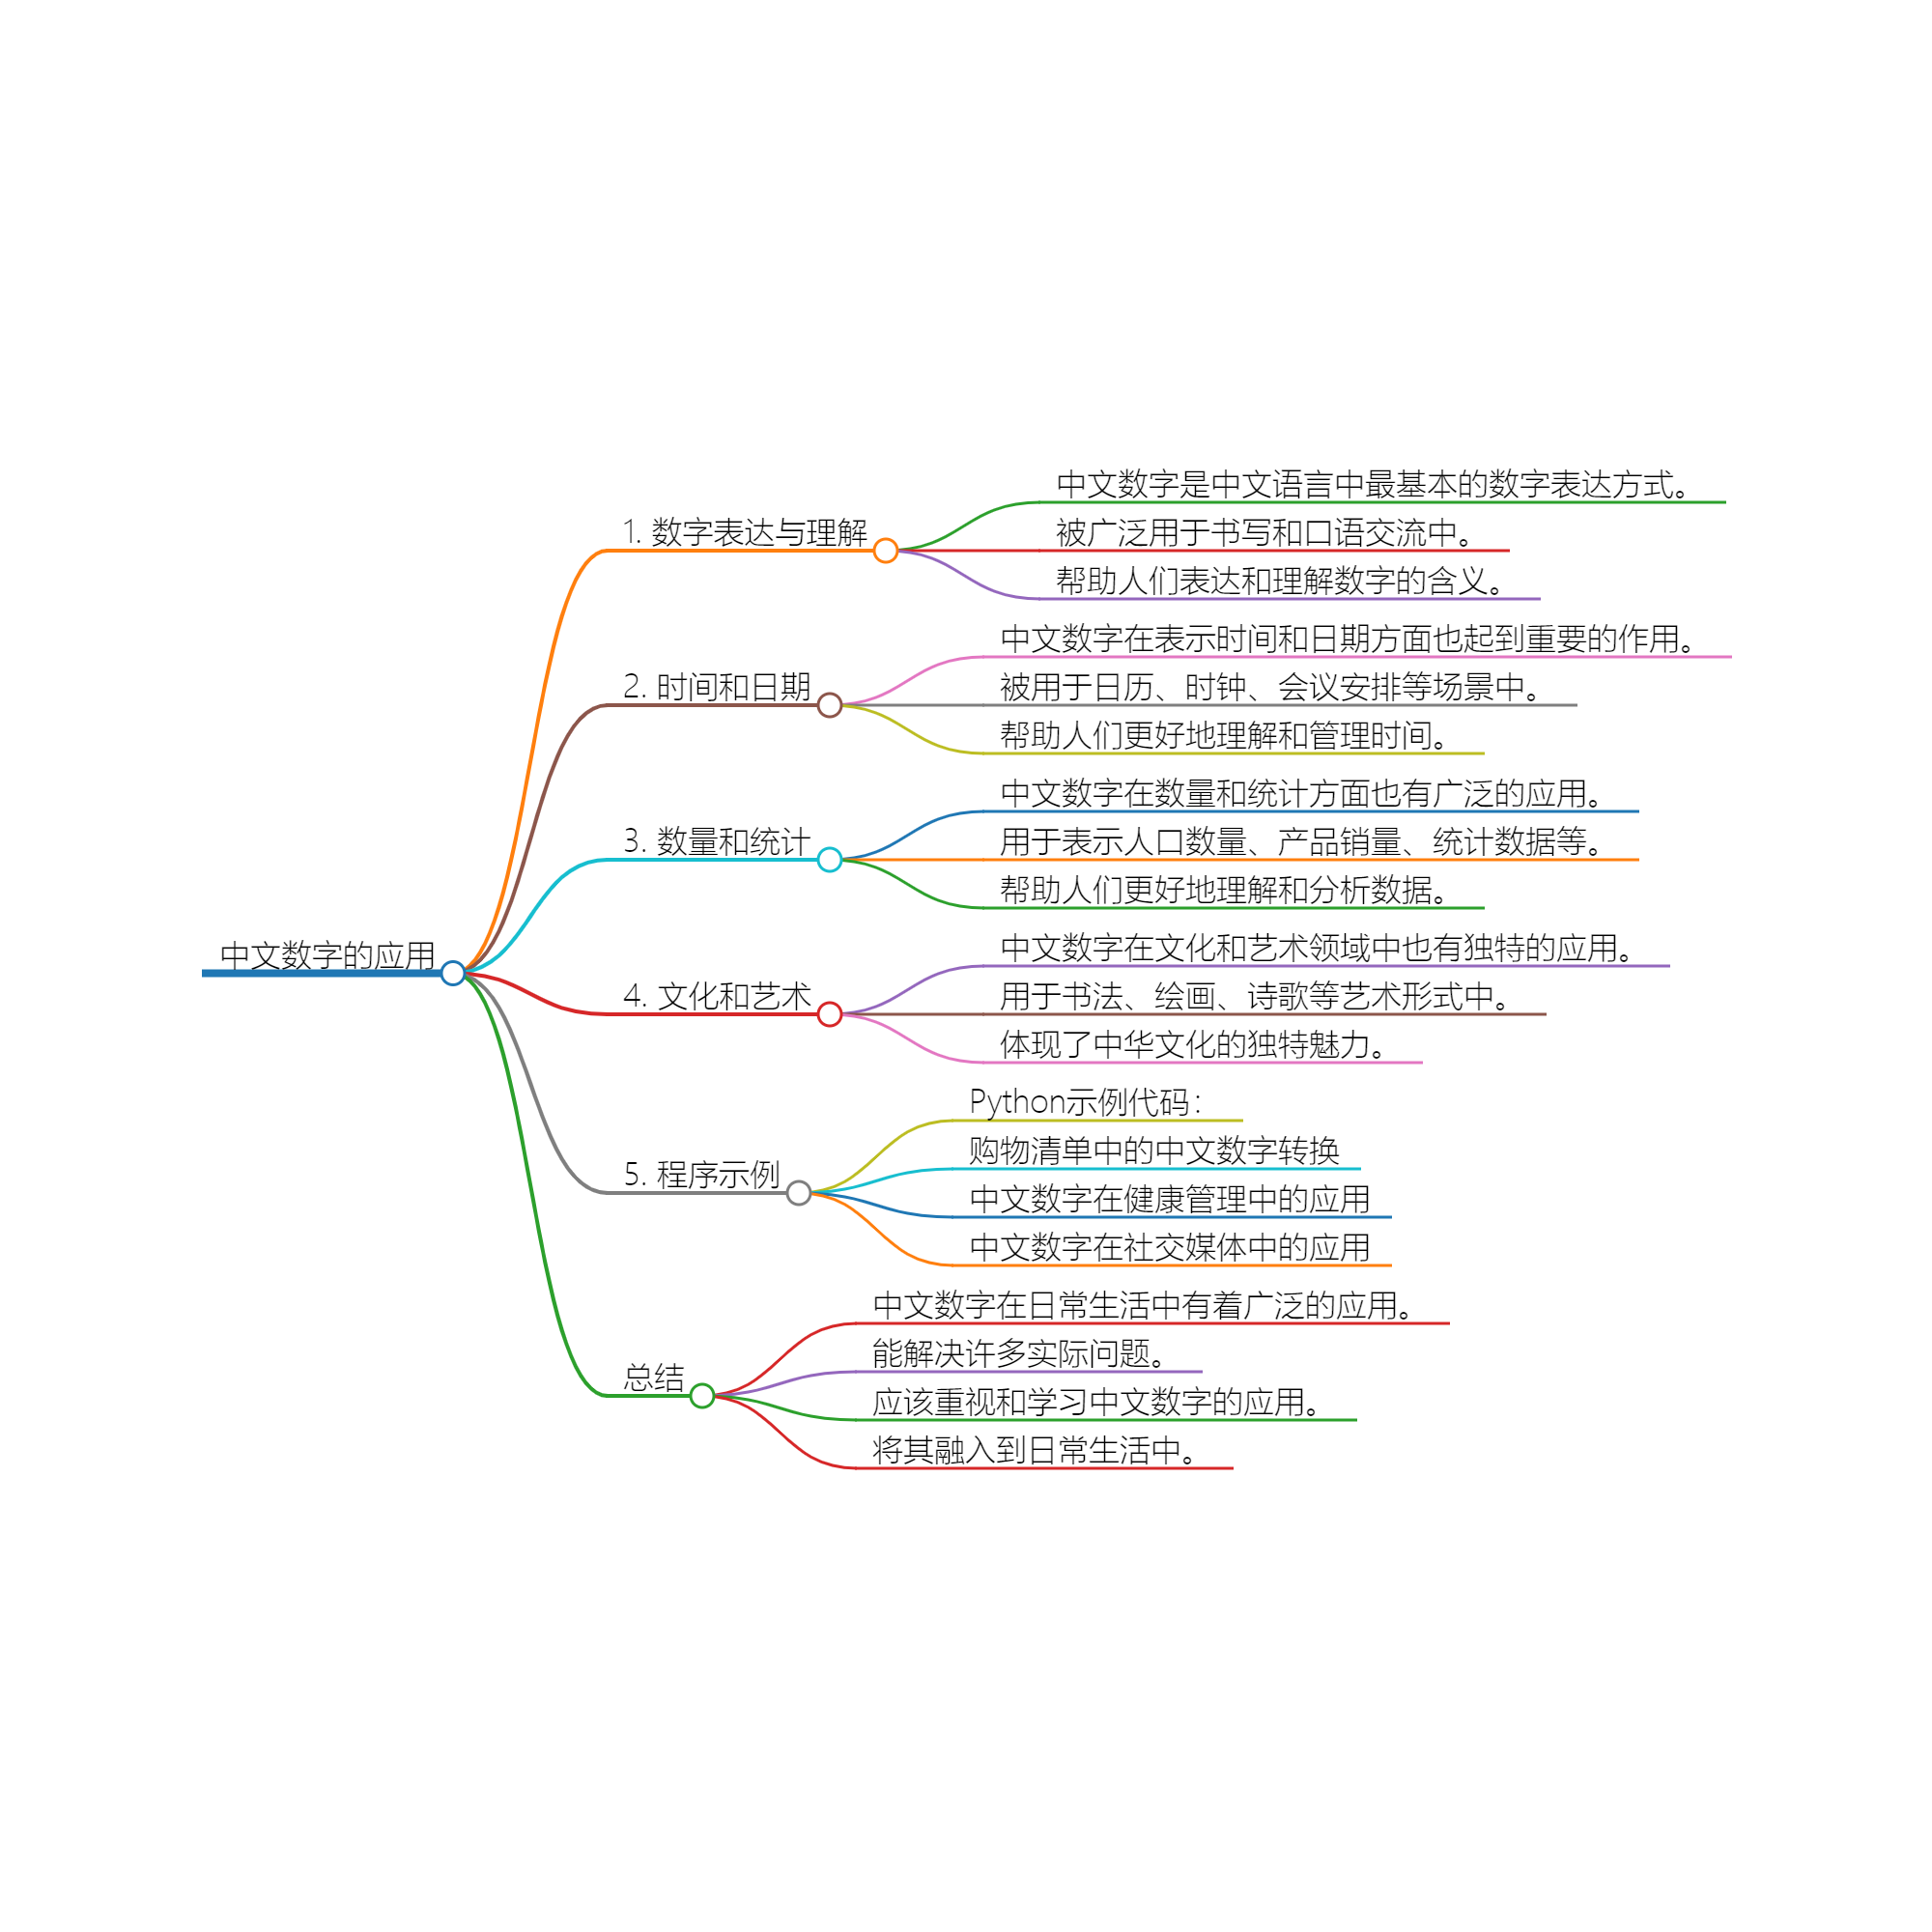 中文数字的应用
1. 数字表达与理解
中文数字是中文语言中最基本的数字表达方式。
被广泛用于书写和口语交流中。
帮助人们表达和理解数字的含义。
2. 时间和日期
中文数字在表示时间和日期方面也起到重要的作用。
被用于日历、时钟、会议安排等场景中。
帮助人们更好地理解和管理时间。
3. 数量和统计
中文数字在数量和统计方面也有广泛的应用。
用于表示人口数量、产品销量、统计数据等。
帮助人们更好地理解和分析数据。
4. 文化和艺术
中文数字在文化和艺术领域中也有独特的应用。
用于书法、绘画、诗歌等艺术形式中。
体现了中华文化的独特魅力。
5. 程序示例
Python示例代码：
购物清单中的中文数字转换
中文数字在健康管理中的应用
中文数字在社交媒体中的应用
总结
中文数字在日常生活中有着广泛的应用。
能解决许多实际问题。
应该重视和学习中文数字的应用。
将其融入到日常生活中。